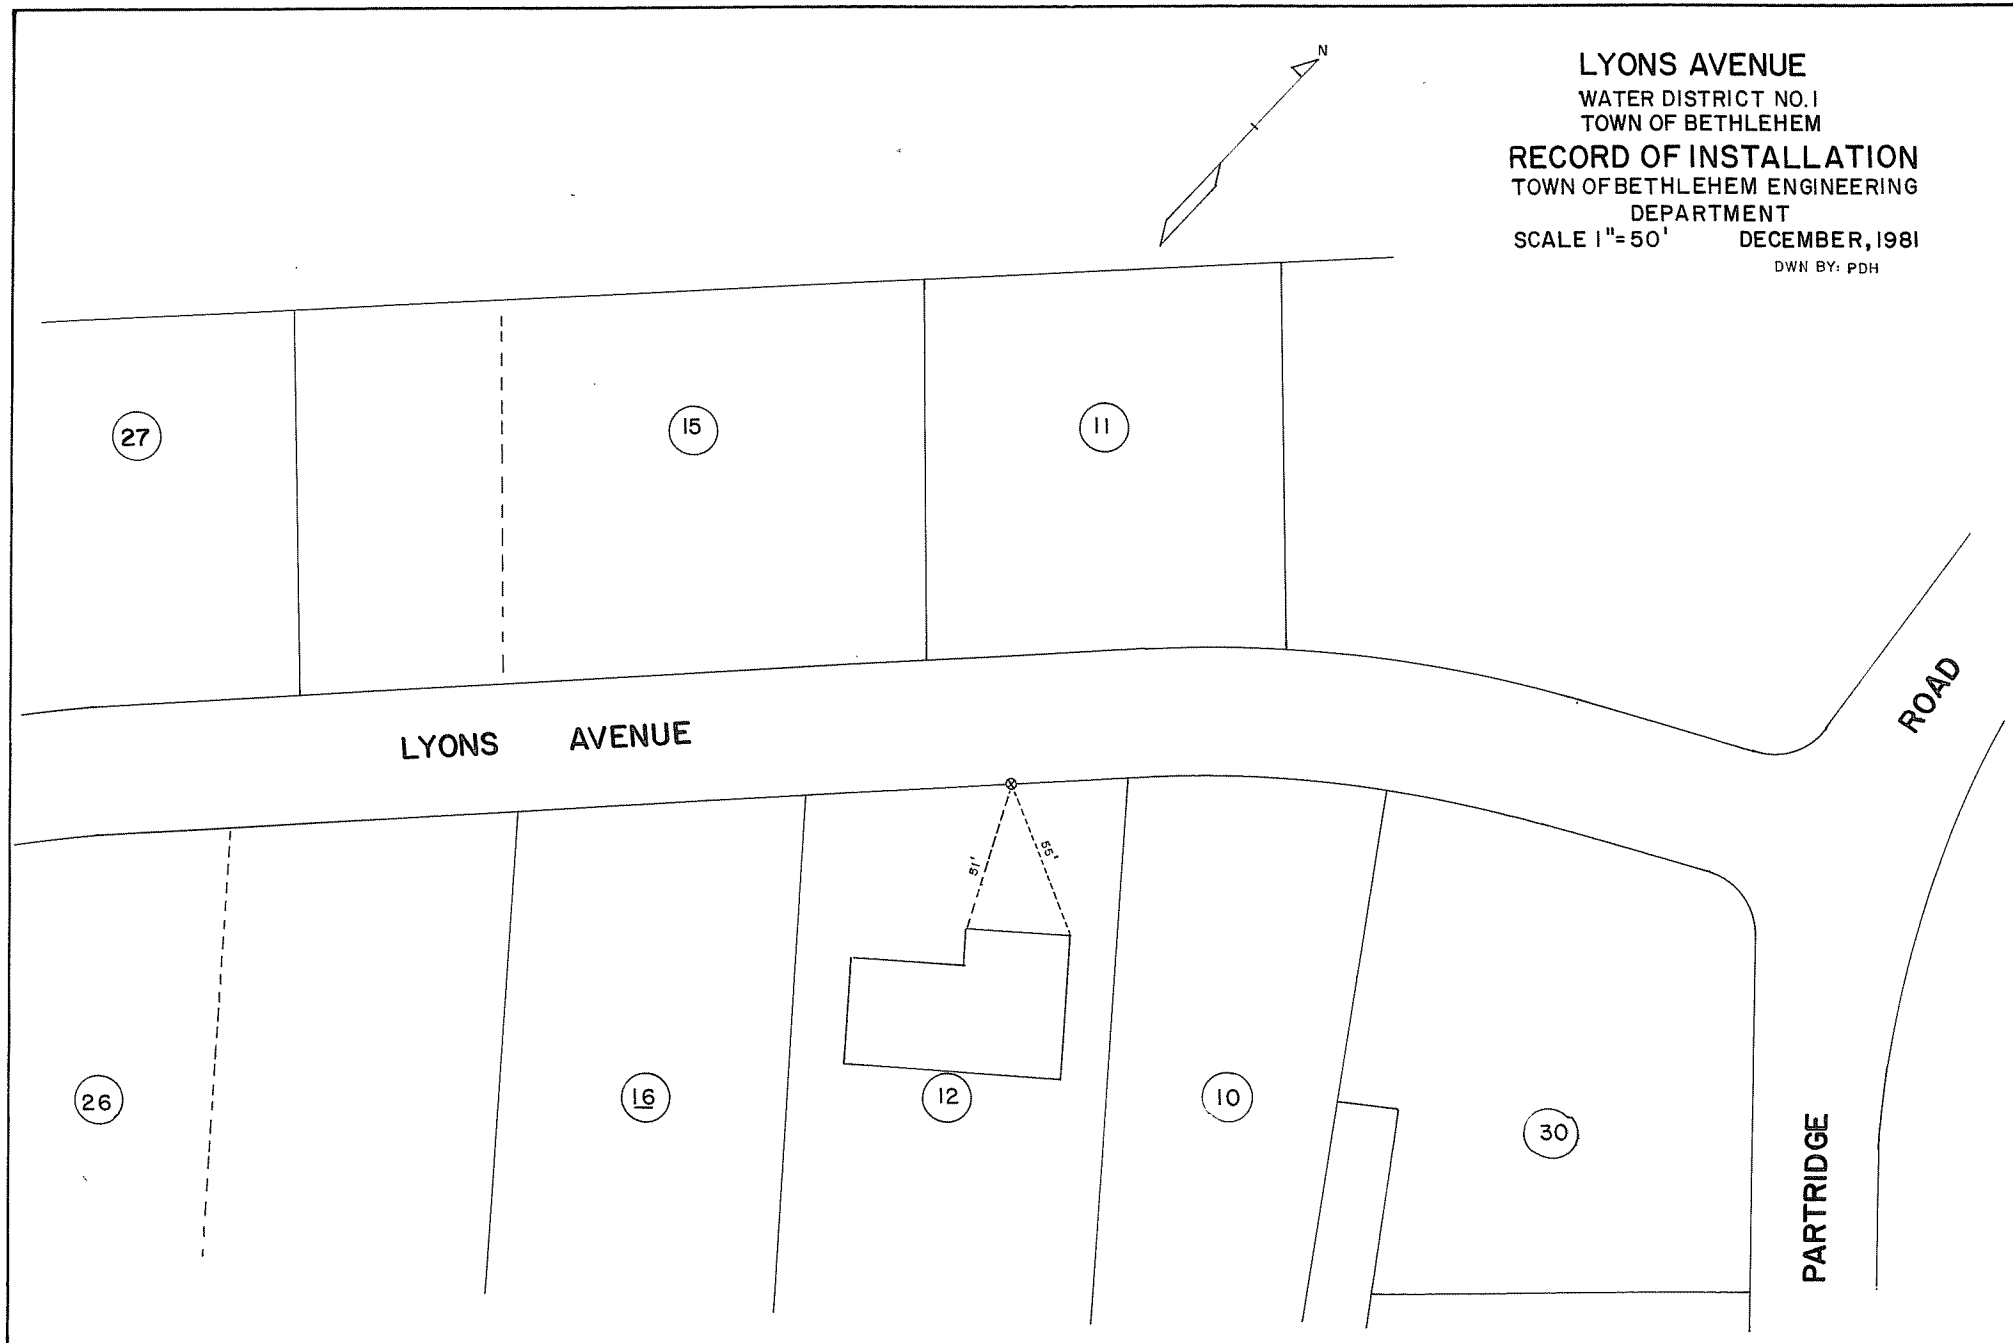 N
LYONS AVENUE
WATER DISTRICT NO.1
TOWN OF BETHLEHEM
RECORD OF INSTALLATION
TOWN OF BETHLEHEM ENGINEERING
DEPARTMENT
SCALE 1"=50' DECEMBER, 1981
DWN BY: PDH
27
15
11
ROAD
LYONS AVENUE
51'
55'
26
16
12
10
30
PARTRIDGE